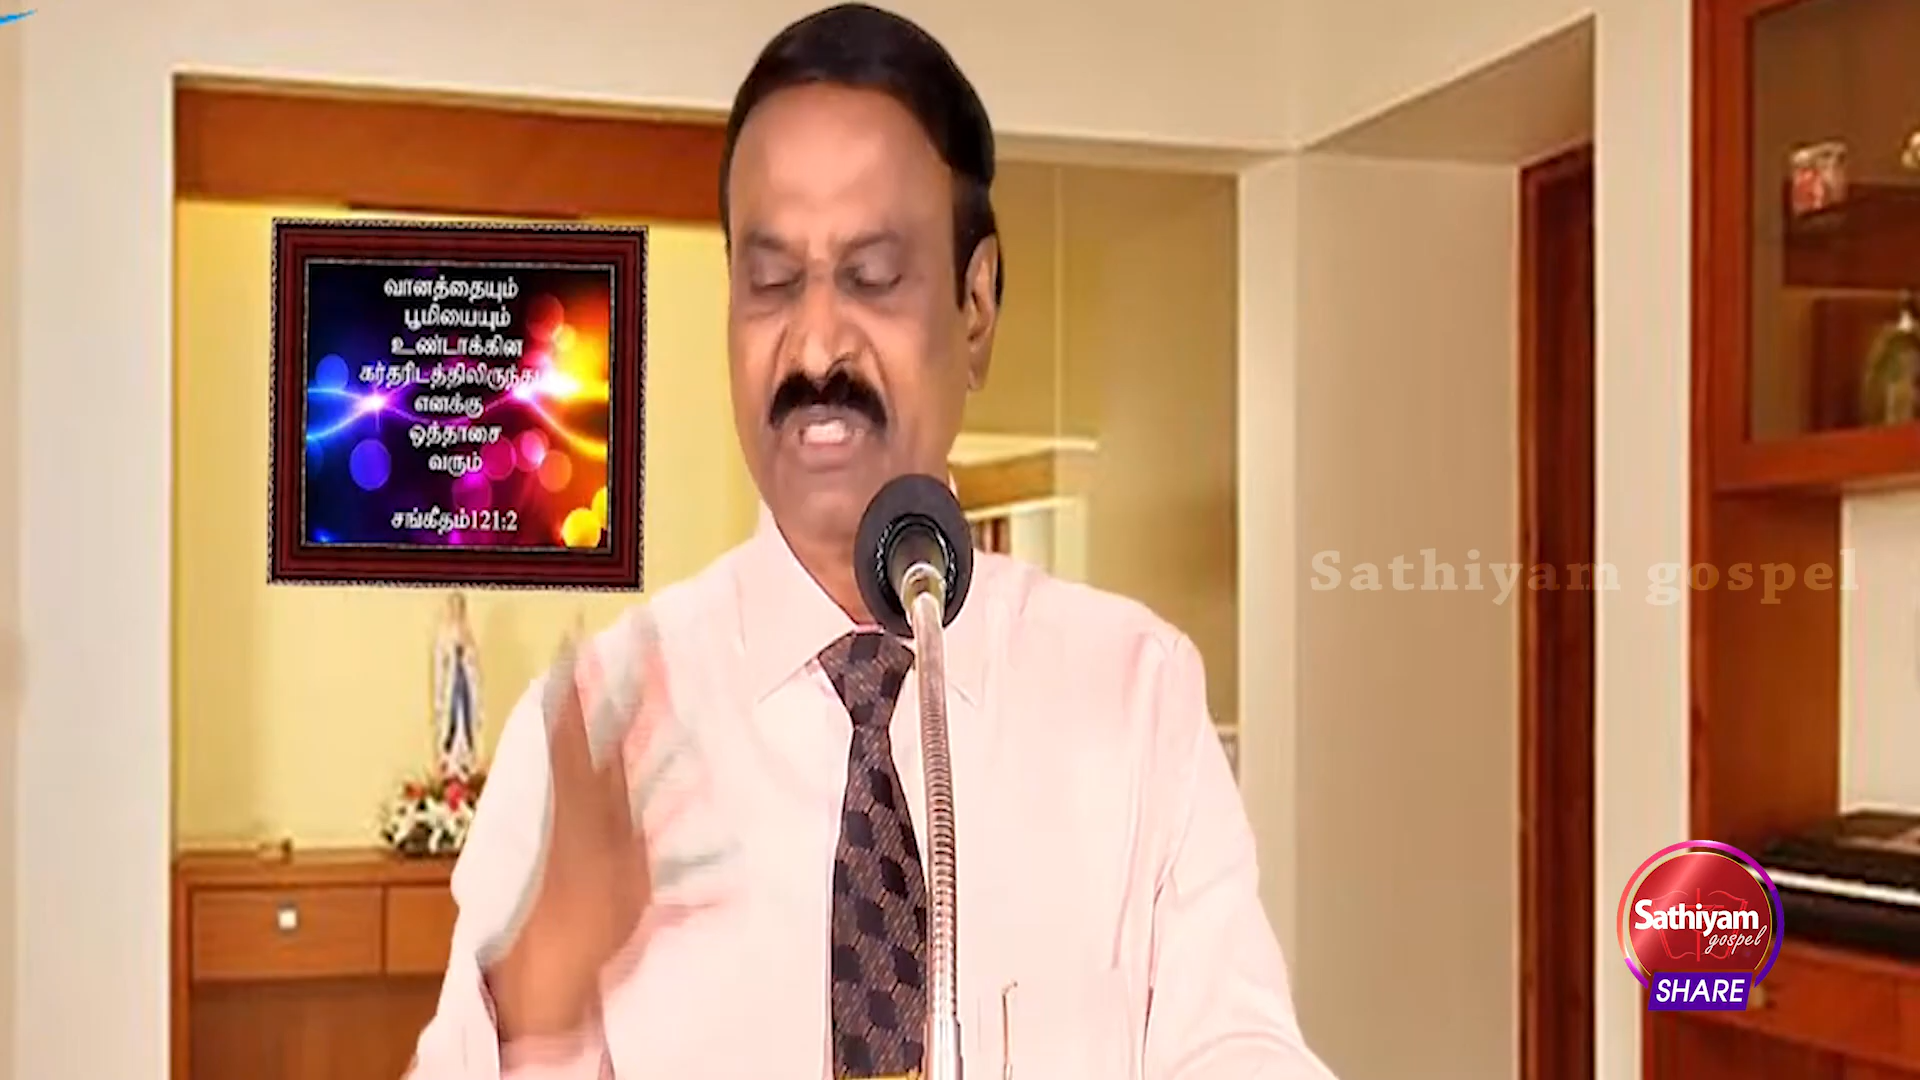 வானத்தையும்
பூமியையும்
உண்டாக்கின
கர்தரிடத்திலிருந்து
எனக்கு
ஒத்தாசை
வரும்
சங்கீதம்121:2
Sathiyam gospel
Sathiyam
gospel
SHARE